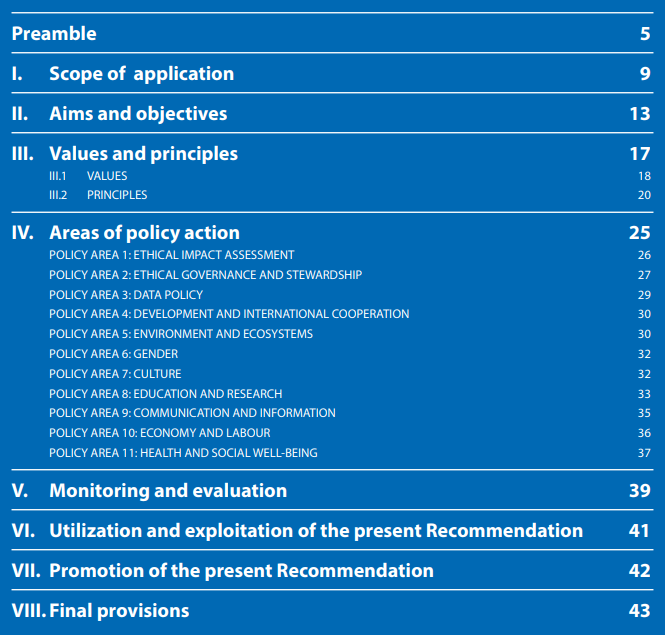 Preamble 5
I. Scope of application 9
II. Aims and objectives 13
III. Values and principles 17
III.1 VALUES 18
III.2 PRINCIPLES 20
IV. Areas of policy action 25
POLICY AREA 1: ETHICAL IMPACT ASSESSMENT 26
POLICY AREA 2: ETHICAL GOVERNANCE AND STEWARDSHIP 27
POLICY AREA 3: DATA POLICY 29
POLICY AREA 4: DEVELOPMENT AND INTERNATIONAL COOPERATION 30
POLICY AREA 5: ENVIRONMENT AND ECOSYSTEMS 30
POLICY AREA 6: GENDER 32
POLICY AREA 7: CULTURE 32
POLICY AREA 8: EDUCATION AND RESEARCH 33
POLICY AREA 9: COMMUNICATION AND INFORMATION 35
POLICY AREA 10: ECONOMY AND LABOUR 36
POLICY AREA 11: HEALTH AND SOCIAL WELL-BEING 37
V. Monitoring and evaluation 39
VI. Utilization and exploitation of the present Recommendation 41
VII. Promotion of the present Recommendation 42
VIII. Final provisions 43